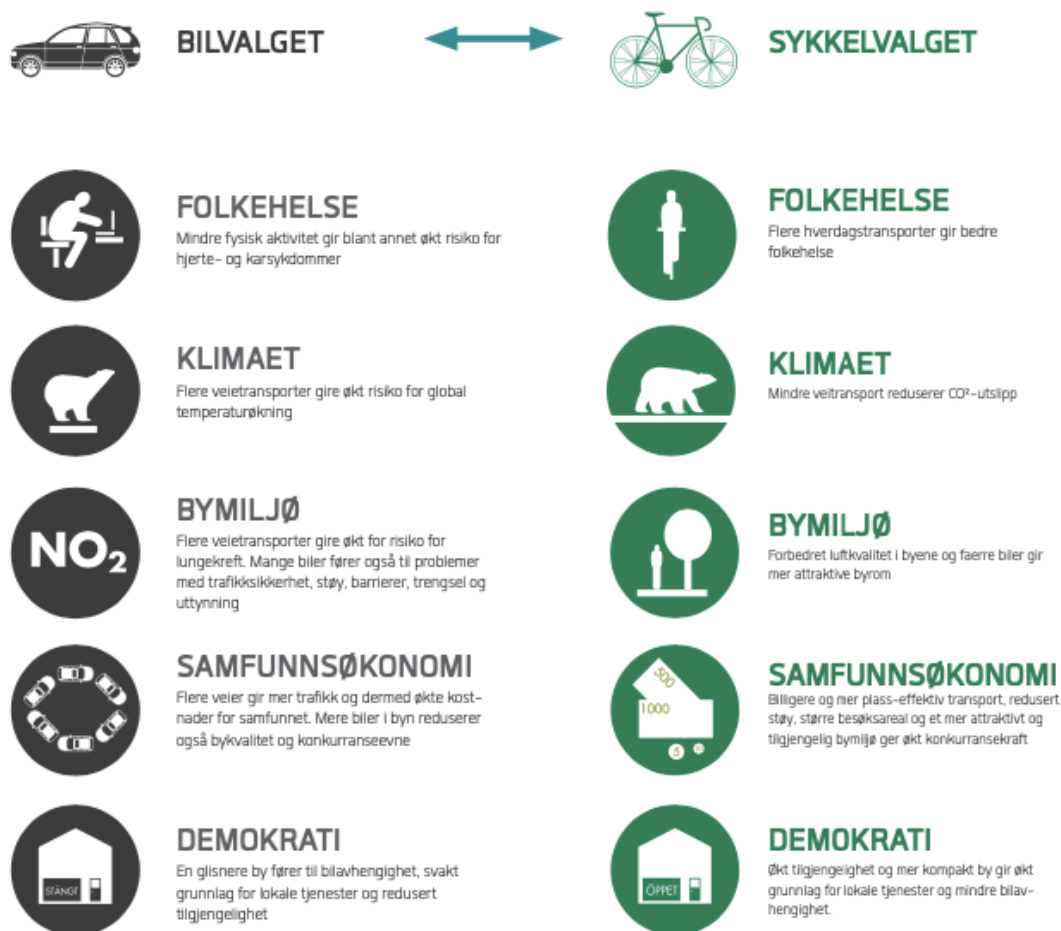 BILVALGET
SYKKELVALGET
FOLKEHELSE
Mindre fysisk aktivitet gir blant annet økt risiko for
hjerte- og karsykdommer
FOLKEHELSE
Flere hverdagstransporter gir bedre
folkehelse
KLIMAET
Flere veietransporter gire økt risiko for global
temperaturøkning
KLIMAET
Mindre veitransport reduserer CO²-utslipp
NO₂
BYMILJØ
Flere veietransporter gire økt for risiko for
lungekreft. Mange biler fører også til problemer
med trafikksikkerhet, støy, barrierer, trengsel og
uttynning
BYMILJØ
Forbedret luftkvalitet i byene og faerre biler gir
mer attraktive byrom
SAMFUNNSØKONOMI
Flere veier gir mer trafikk og dermed økte kost-
nader for samfunnet. Mere biler i byn reduserer
også bykvalitet og konkurranseevne
500
1000
5
10
SAMFUNNSØKONOMI
Billigere og mer plass-effektiv transport, redusert
støy, større besøksareal og et mer attraktivt og
tilgjengelig bymiljø ger økt konkurransekraft
STÄNGT
DEMOKRATI
En glisnere by fører til bilavhengighet, svakt
grunnlag for lokale tjenester og redusert
tilgjengelighet
ÖPPET
DEMOKRATI
Økt tilgjengelighet og mer kompakt by gir økt
grunnlag for lokale tjenester og mindre bilav-
hengighet.